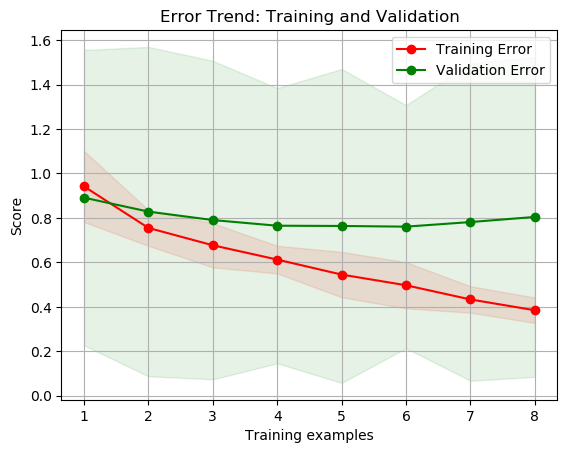 Error Trend: Training and Validation
1.6
1.4
1.2
1.0
0.8
0.6
0.4
0.2
0.0
Score
Training Error
Validation Error
1 2 3 4 5 6 7 8
Training examples